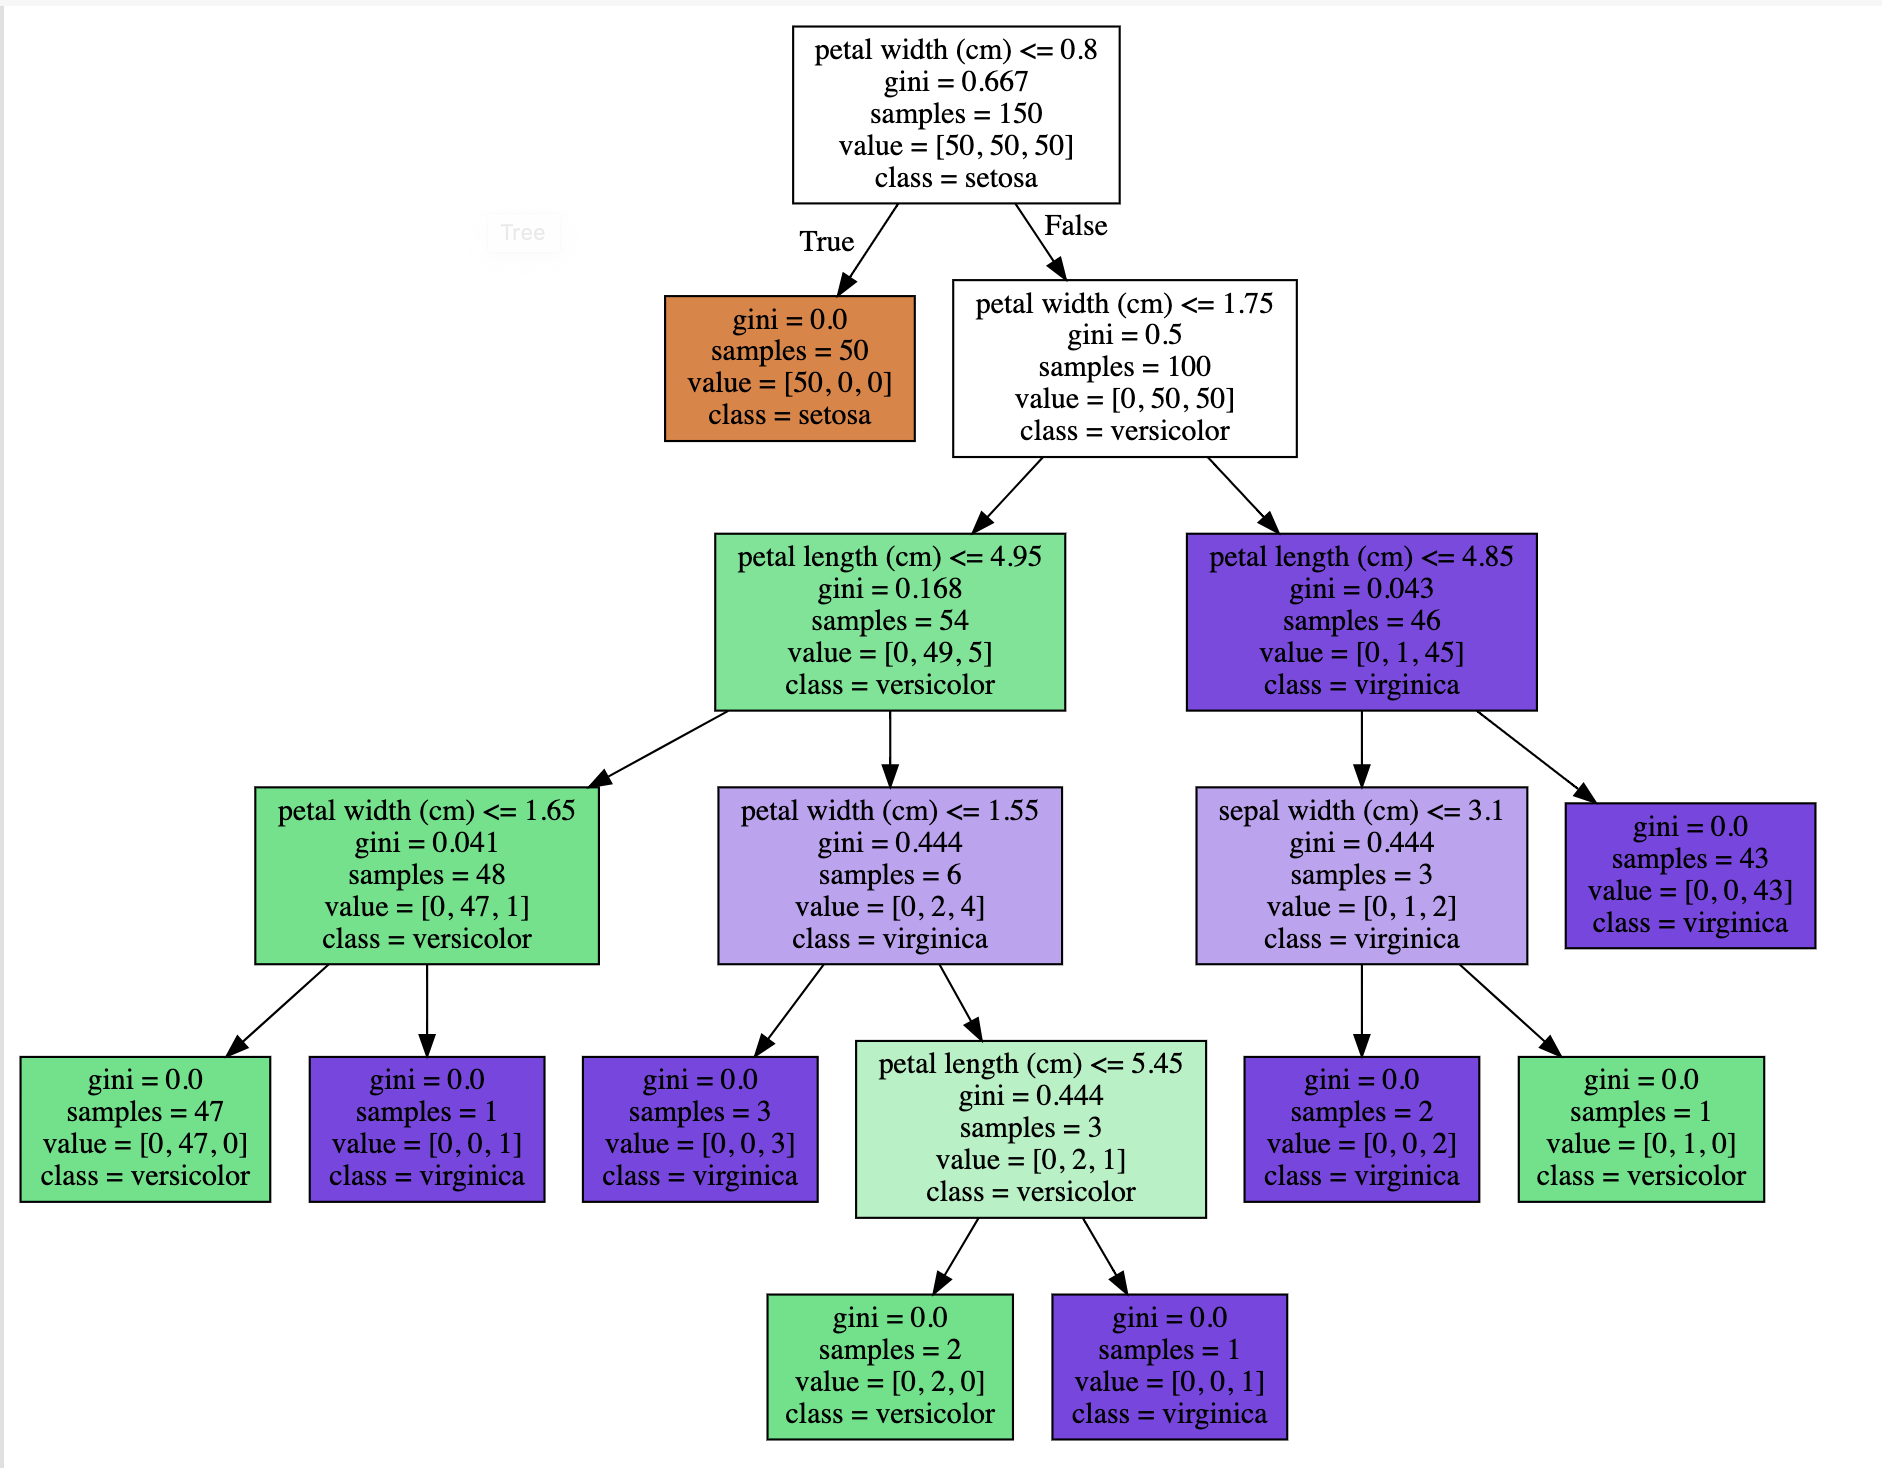 petal width (cm) <= 0.8
gini = 0.667
samples = 150
value = [50, 50, 50]
class = setosa
Tree
True
False
gini = 0.0
samples = 50
value = [50, 0, 0]
class = setosa
petal width (cm) <= 1.75
gini = 0.5
samples = 100
value = [0, 50, 50]
class = versicolor
petal length (cm) <= 4.95
gini = 0.168
samples = 54
value = [0, 49, 5]
class = versicolor
petal length (cm) <= 4.85
gini = 0.043
samples = 46
value = [0, 1, 45]
class = virginica
petal width (cm) <= 1.65
gini = 0.041
samples = 48
value = [0, 47, 1]
class = versicolor
petal width (cm) <= 1.55
gini = 0.444
samples = 6
value = [0, 2, 4]
class = virginica
sepal width (cm) <= 3.1
gini = 0.444
samples = 3
value = [0, 1, 2]
class = virginica
gini = 0.0
samples = 43
value = [0, 0, 43]
class = virginica
gini = 0.0
samples = 47
value = [0, 47, 0]
class = versicolor
gini = 0.0
samples = 1
value = [0, 0, 1]
class = virginica
gini = 0.0
samples = 3
value = [0, 0, 3]
class = virginica
petal length (cm) <= 5.45
gini = 0.444
samples = 3
value = [0, 2, 1]
class = versicolor
gini = 0.0
samples = 2
value = [0, 0, 2]
class = virginica
gini = 0.0
samples = 1
value = [0, 1, 0]
class = versicolor
gini = 0.0
samples = 2
value = [0, 2, 0]
class = versicolor
gini = 0.0
samples = 1
value = [0, 0, 1]
class = virginica